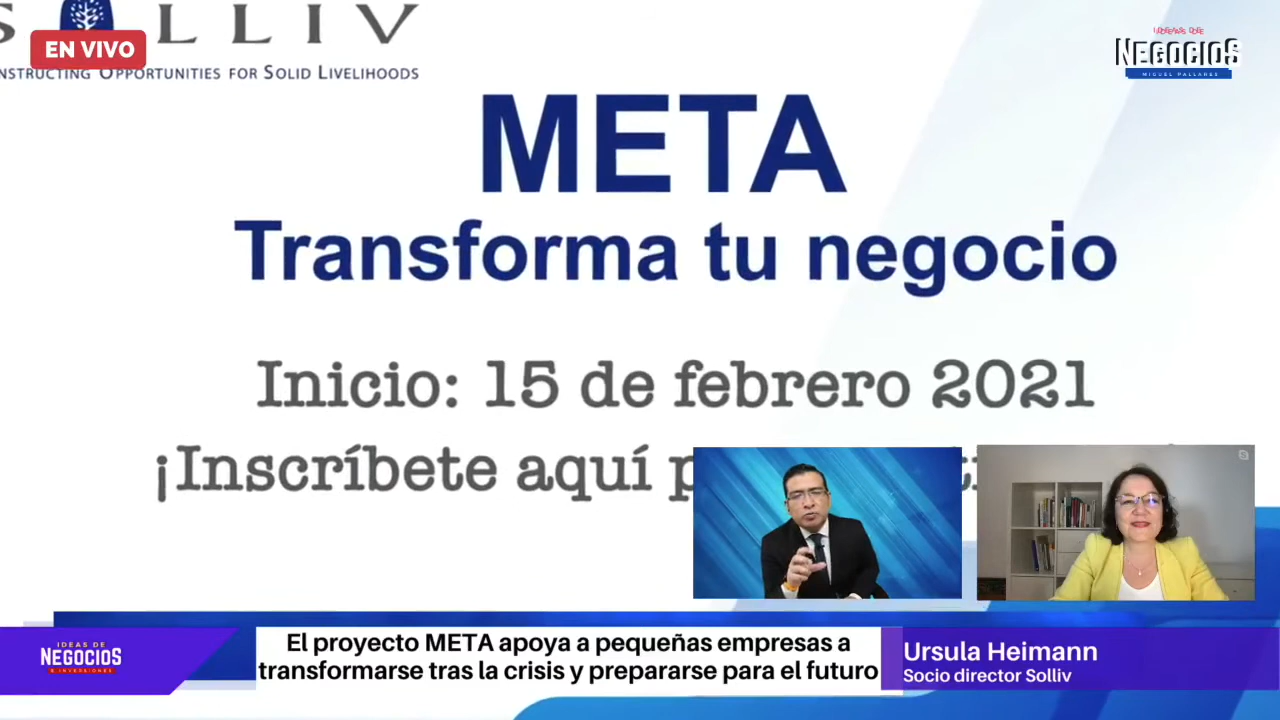 S LLIV
EN VIVO
NSTRUCTING OPPORTUNITIES FOR SOLID LIVELIHOODS
IDEAS DE
NEGOCIOS
MIGUEL PALLARES
META
Transforma tu negocio
Inicio: 15 de febrero 2021
¡Inscríbete aquí
El proyecto META apoya a pequeñas empresas a
transformarse tras la crisis y prepararse para el futuro
IDEAS DE
NEGOCIOS
E INVERSIONES
Ursula Heimann
Socio director Solliv